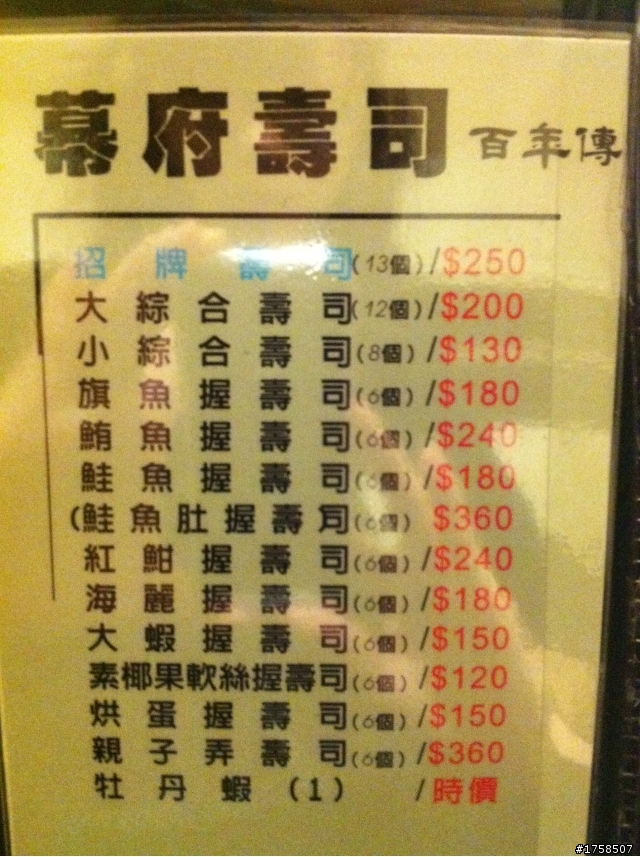 幕府壽司 百年傳
招牌壽司(13個)/$250
大綜合壽司(12個)/$200
小綜合壽司(8個)/$130
旗魚握壽司(6個)/$180
鮪魚握壽司(6個)/$240
鮭魚握壽司(6個)/$180
(鮭魚肚握壽司(6個) $360
紅魽握壽司(6個)/$240
海麗握壽司(6個)/$180
大蝦握壽司(6個)/$150
素椰果軟絲握壽司(6個)/$120
烘蛋握壽司(6個)/$150
親子弄壽司(6個)/$360
牡丹蝦(1) /時價
#1758507